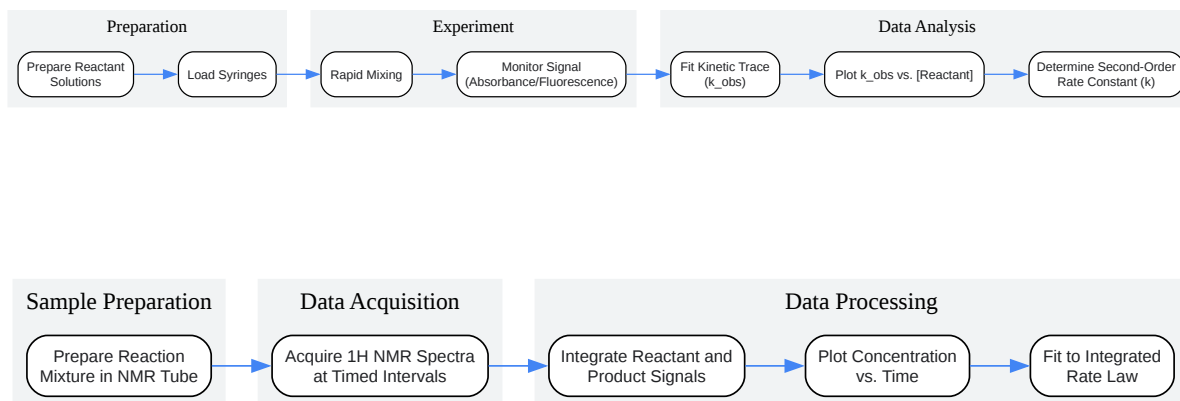 Preparation
Experiment
Data Analysis
Prepare Reactant
Solutions
Load Syringes
Rapid Mixing
Monitor Signal
(Absorbance/Fluorescence)
Fit Kinetic Trace
(k_obs)
Plot k_obs vs. [Reactant]
Determine Second-Order
Rate Constant (k)
Sample Preparation
Data Acquisition
Data Processing
Prepare Reaction
Mixture in NMR Tube
Acquire 1H NMR Spectra
at Timed Intervals
Integrate Reactant and
Product Signals
Plot Concentration
vs. Time
Fit to Integrated
Rate Law